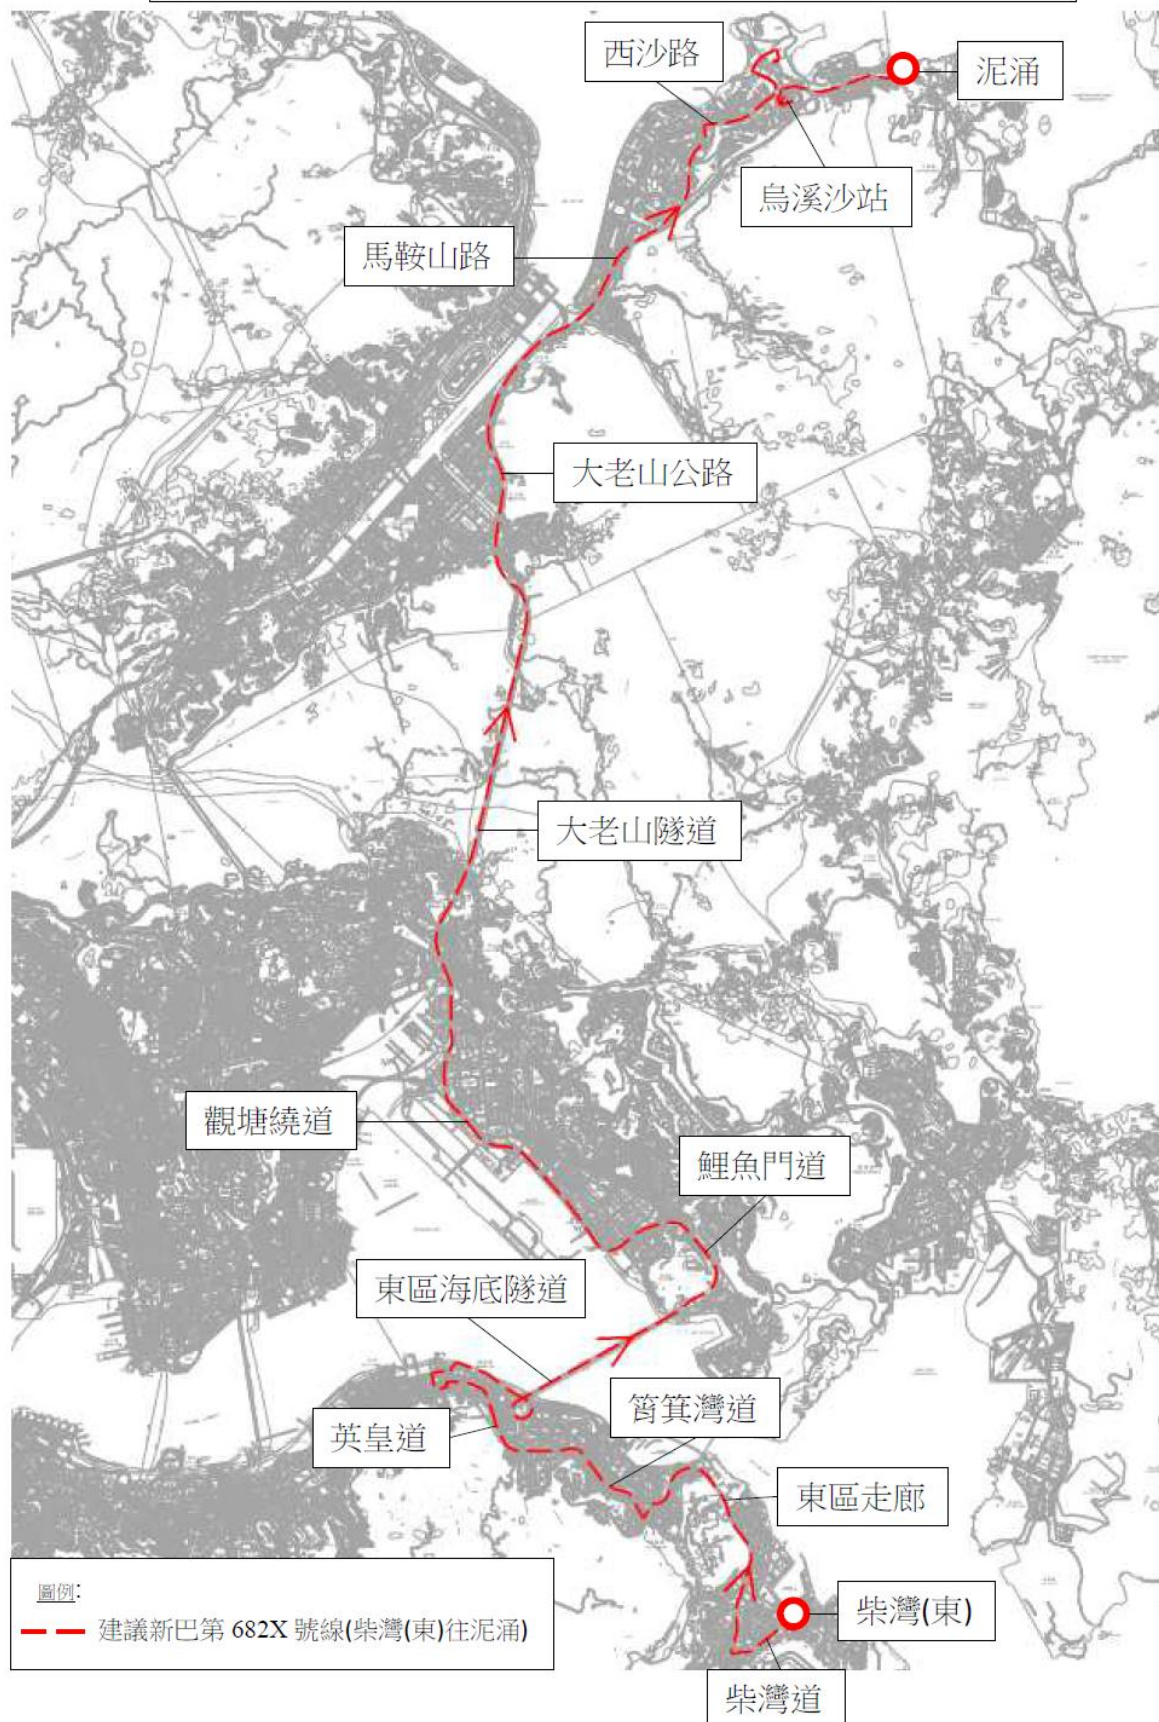 西沙路
泥涌
烏溪沙站
馬鞍山路
大老山公路
大老山隧道
觀塘繞道
鯉魚門道
東區海底隧道
筲箕灣道
英皇道
東區走廊
圖例:
建議新巴第 682X 號線(柴灣(東)往泥涌)
柴灣(東)
柴灣道